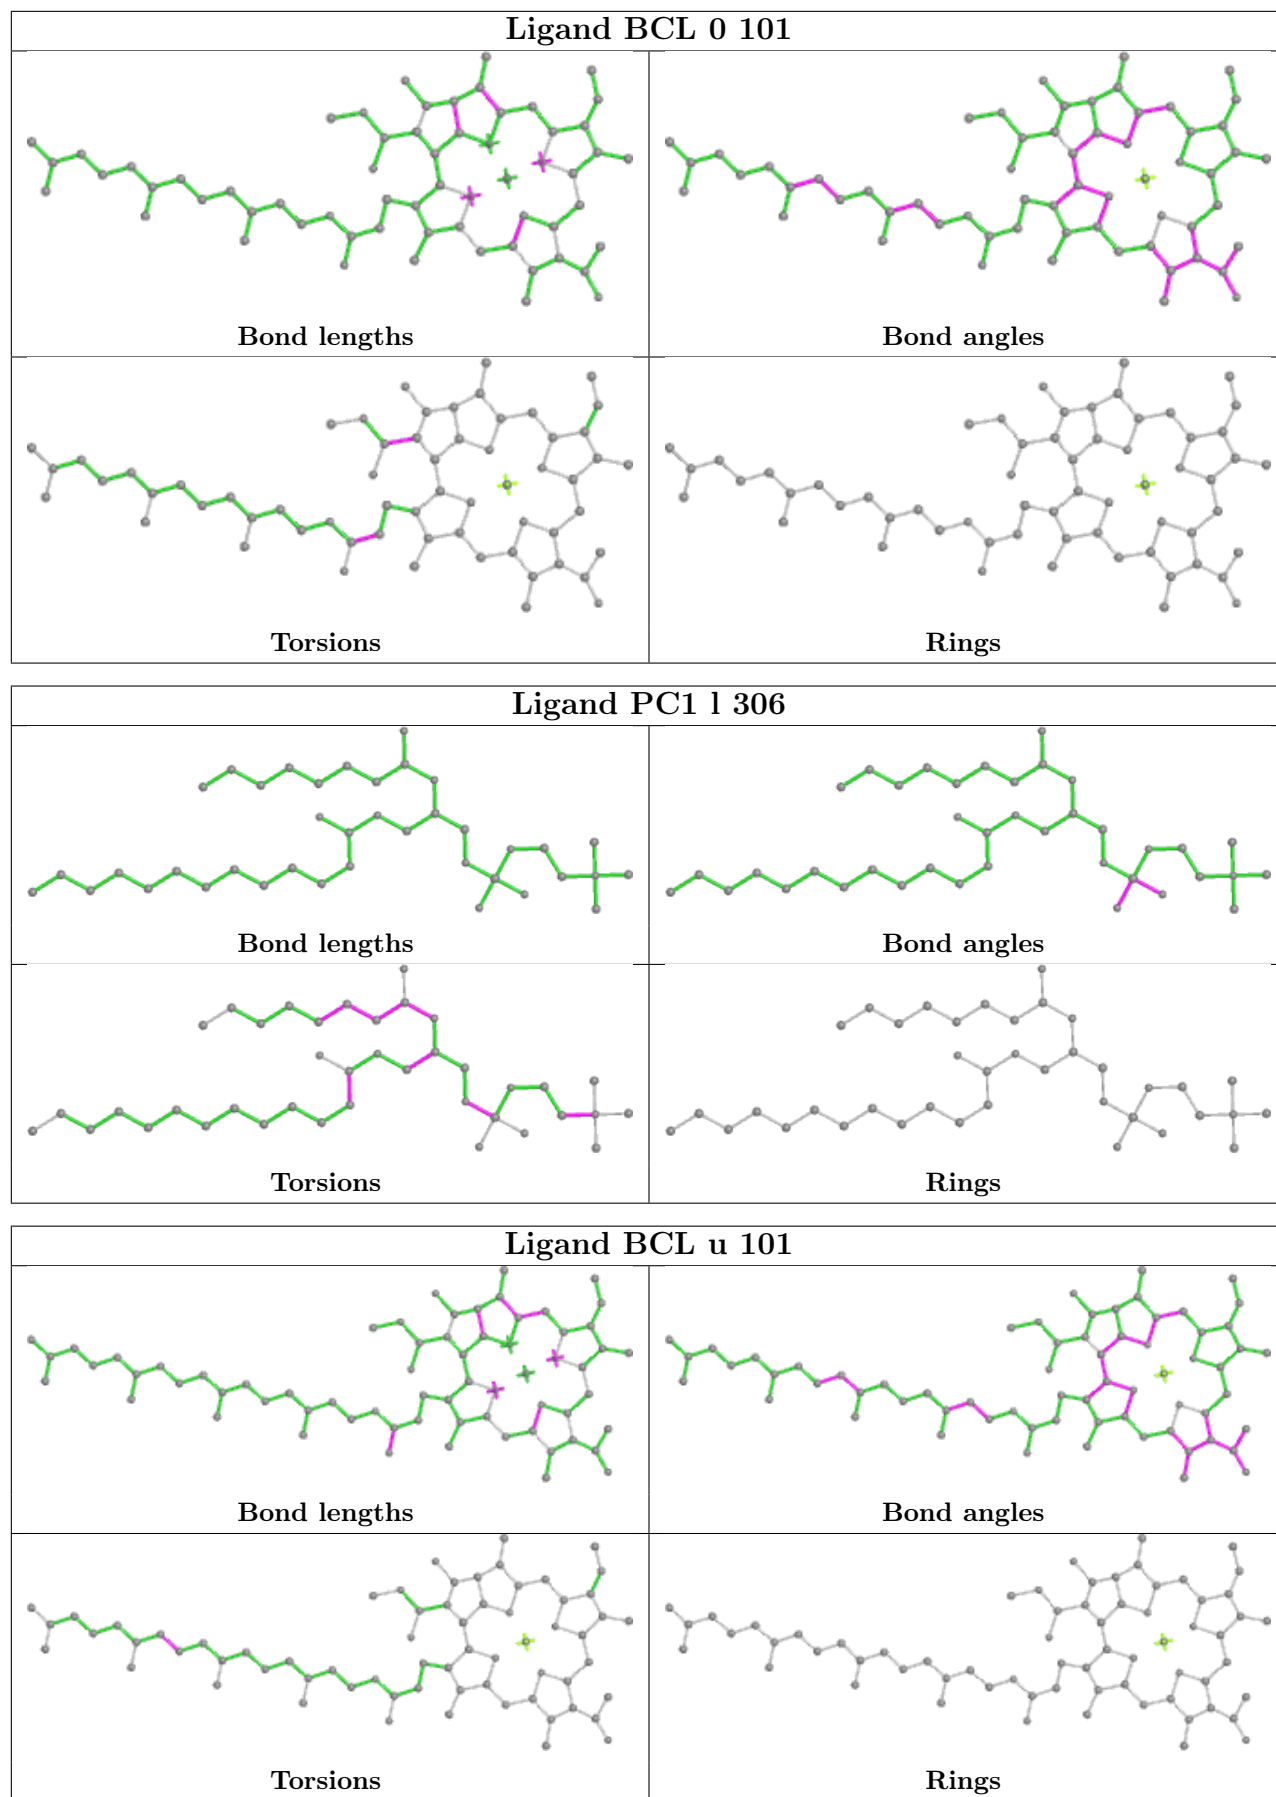 Ligand BCL 0 101
Bond lengths
Bond angles
Torsions
Rings
Ligand PC1 l 306
Bond lengths
Bond angles
Torsions
Rings
Ligand BCL u 101
Bond lengths
Bond angles
Torsions
Rings